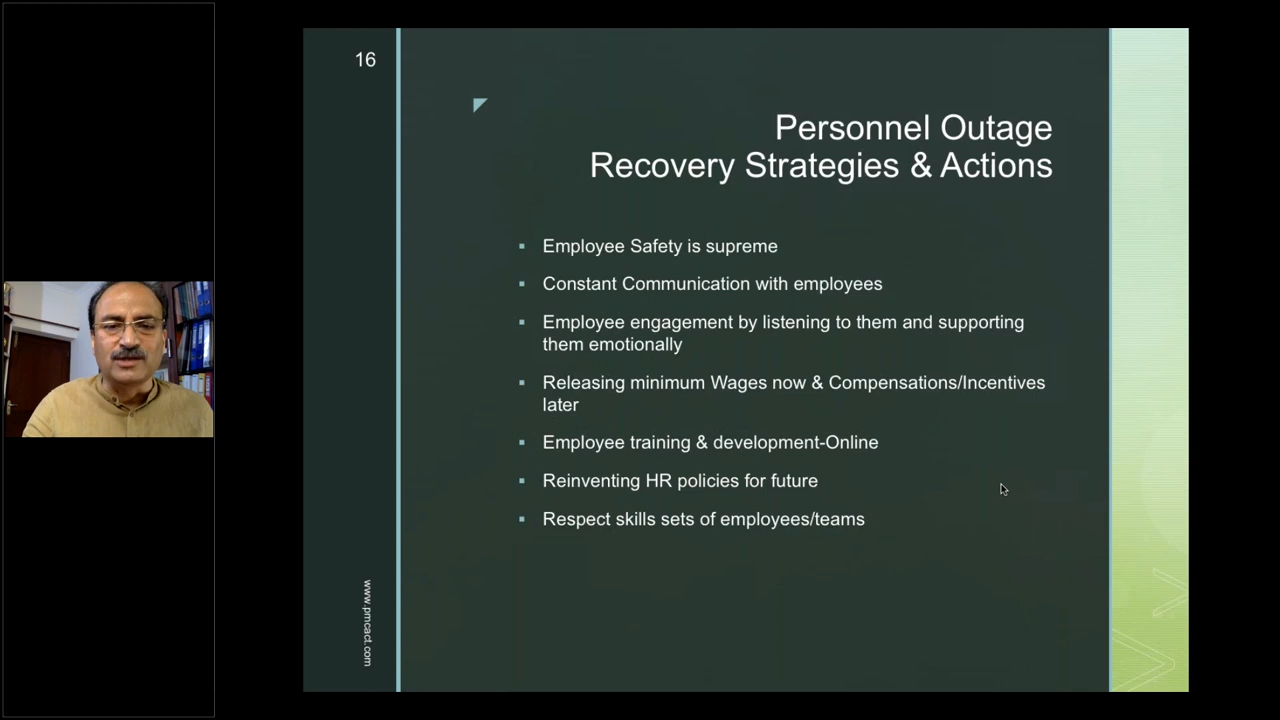 16
Personnel Outage
Recovery Strategies & Actions
Employee Safety is supreme
Constant Communication with employees
Employee engagement by listening to them and supporting
them emotionally
Releasing minimum Wages now & Compensations/Incentives
later
Employee training & development-Online
Reinventing HR policies for future
Respect skills sets of employees/teams
www.pmcact.com